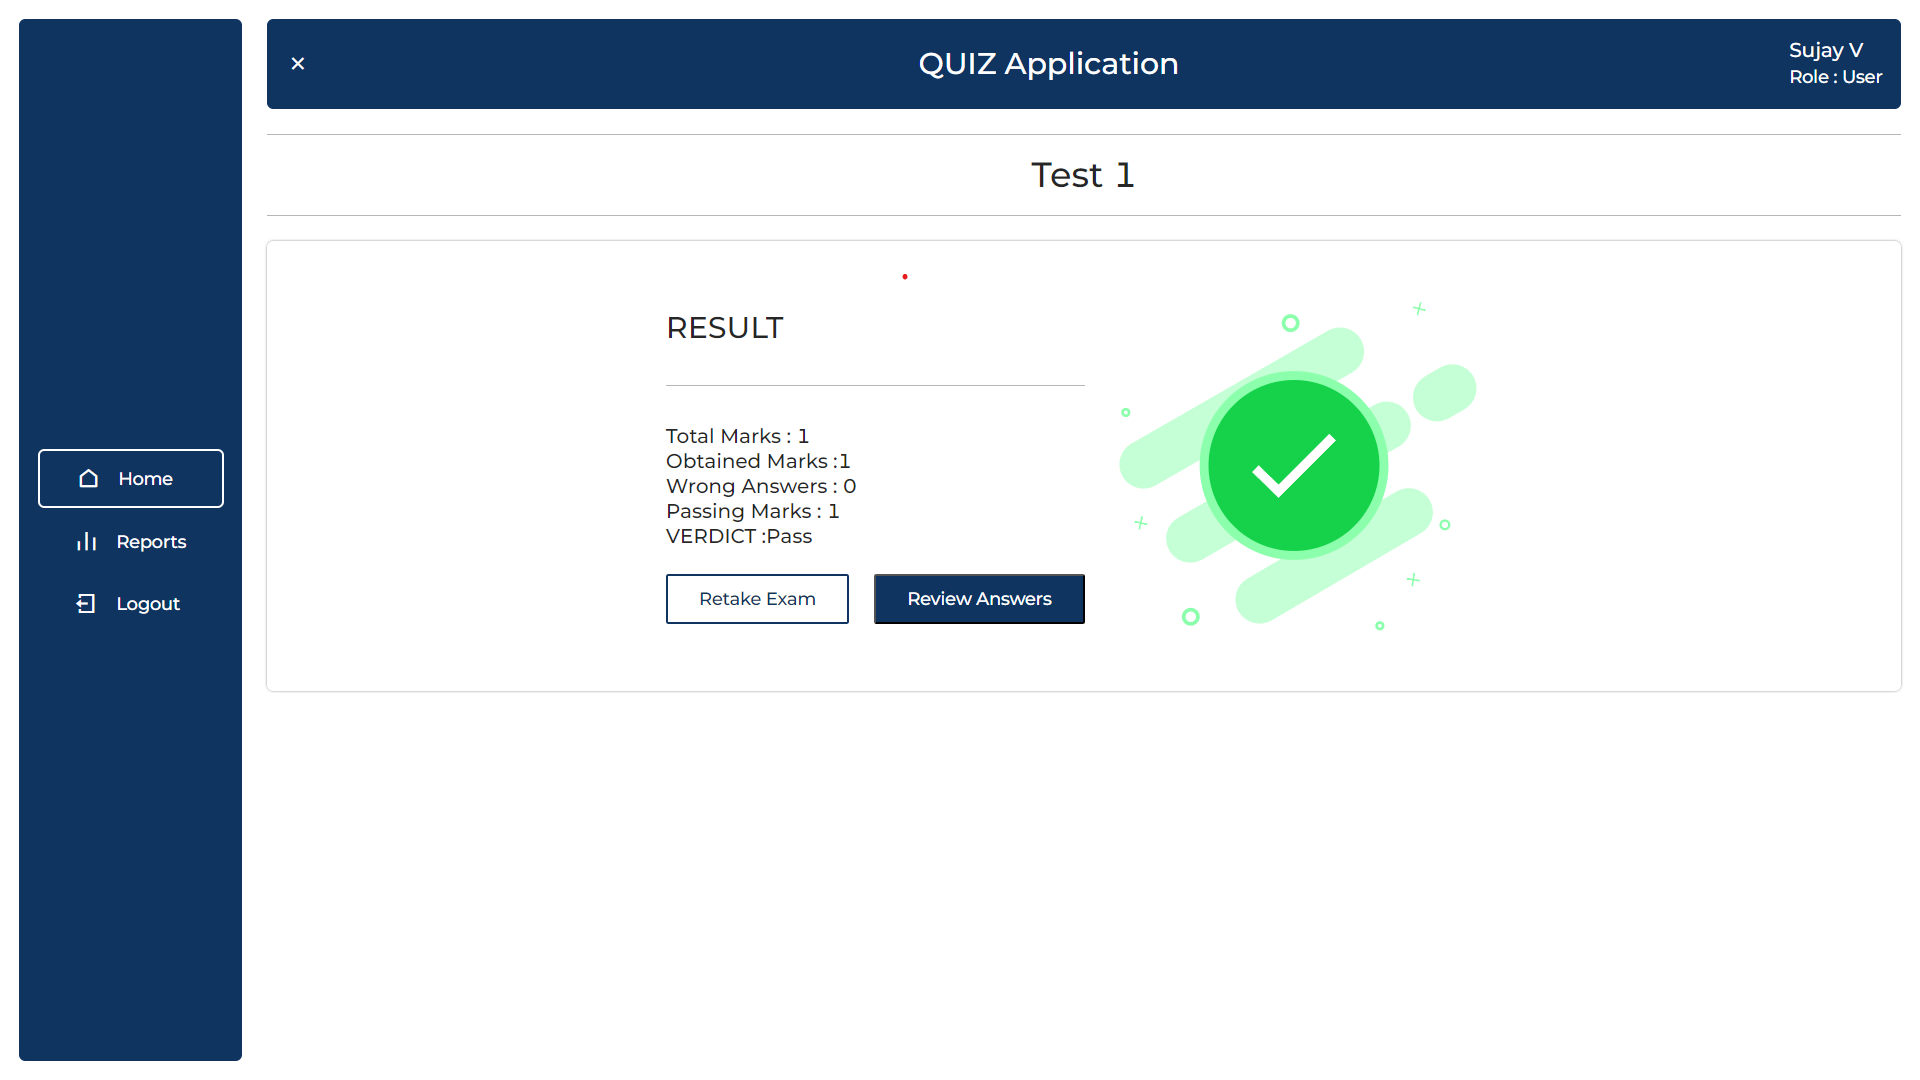 QUIZ Application
Sujay V
Role : User
Home
Reports
Logout
Test 1
RESULT
Total Marks : 1
Obtained Marks :1
Wrong Answers : 0
Passing Marks : 1
VERDICT :Pass
Retake Exam
Review Answers